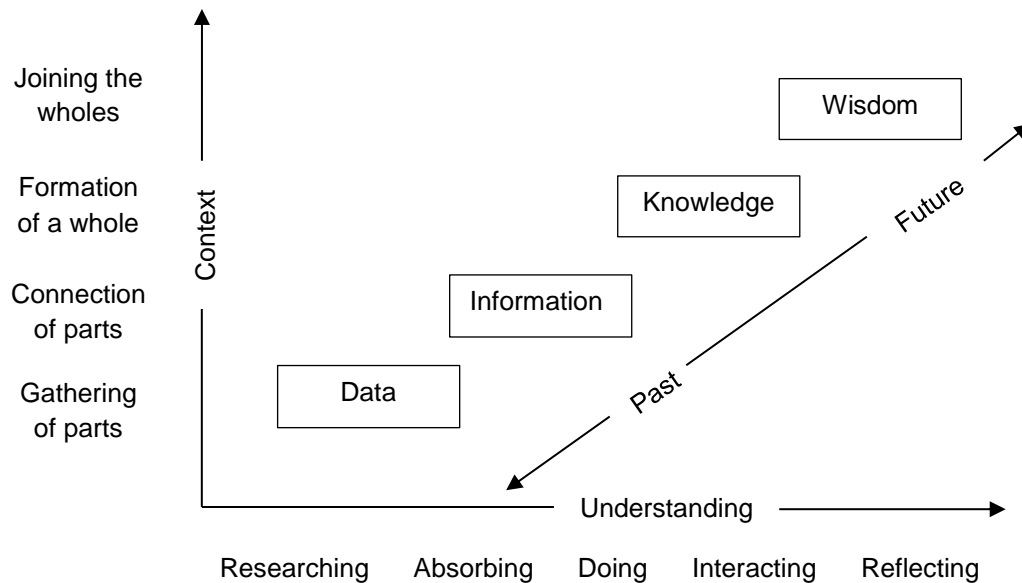 Joining the
wholes
Wisdom
Formation
of a whole
Context
Knowledge
Future
Connection
of parts
Information
Past
Gathering
of parts
Data
Understanding
Researching Absorbing Doing Interacting Reflecting